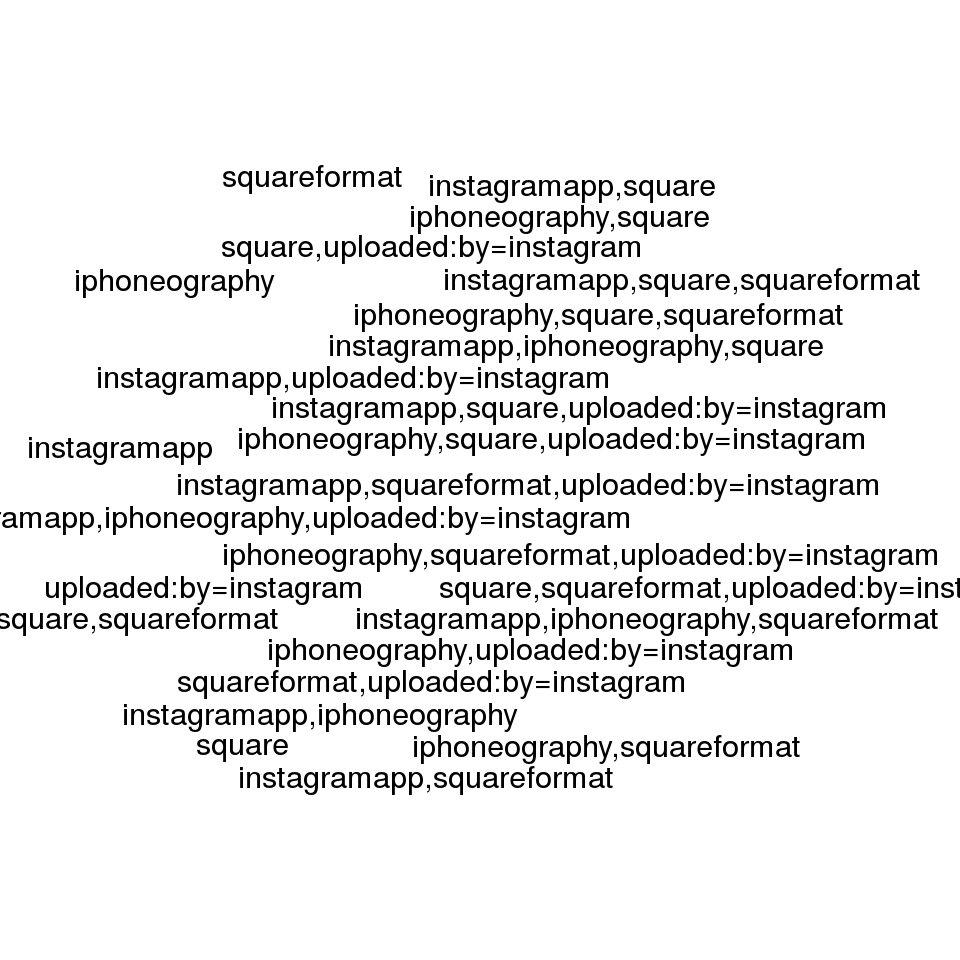 squareformat
instagramapp,square
iphoneography,square
square,uploaded:by=instagram
iphoneography
instagramapp,square,squareformat
iphoneography,square,squareformat
instagramapp,iphoneography,square
instagramapp,uploaded:by=instagram
instagramapp,square,uploaded:by=instagram
instagramapp
iphoneography,square,uploaded:by=instagram
instagramapp,squareformat,uploaded:by=instagram
ramapp,iphoneography,uploaded:by=instagram
iphoneography,squareformat,uploaded:by=instagram
uploaded:by=instagram
square,squareformat,uploaded:by=inst
square,squareformat
instagramapp,iphoneography,squareformat
iphoneography,uploaded:by=instagram
squareformat,uploaded:by=instagram
instagramapp,iphoneography
square
iphoneography,squareformat
instagramapp,squareformat